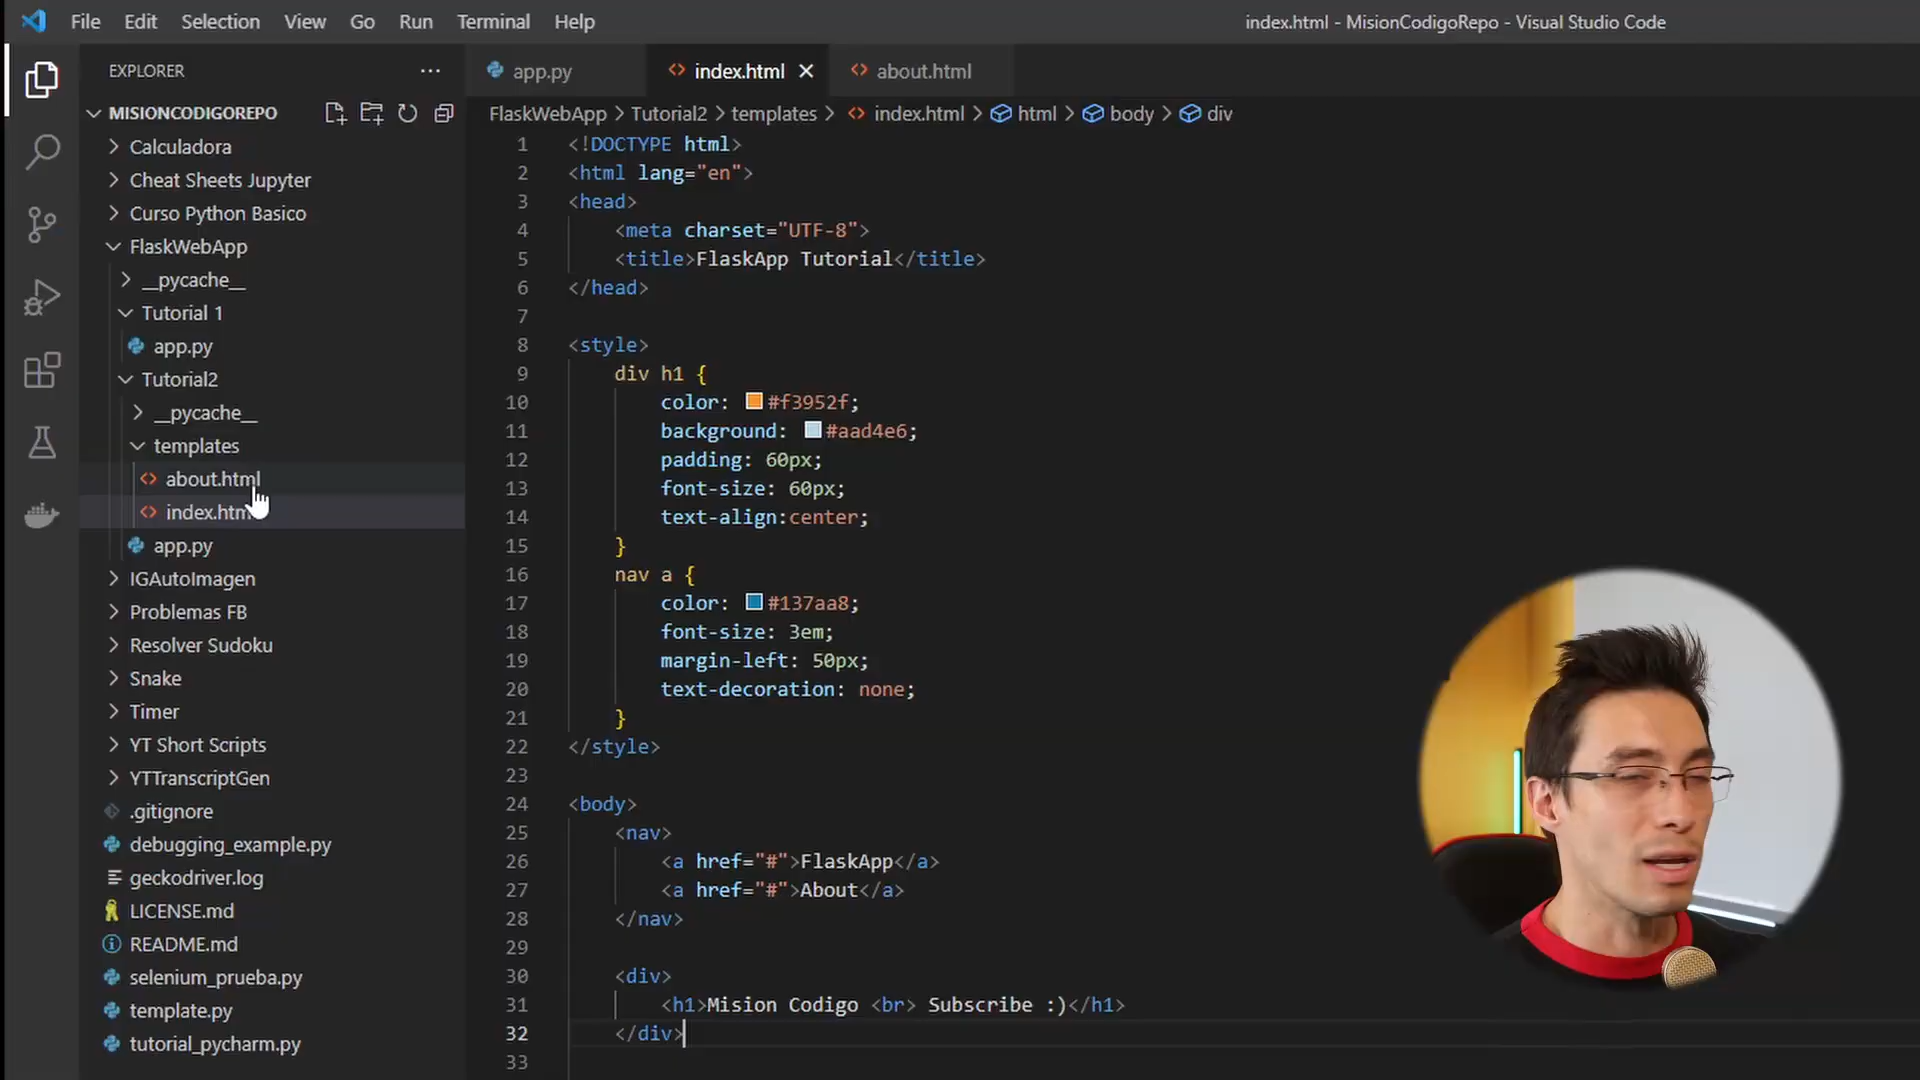 File Edit Selection View Go Run Terminal Help
index.html - MisionCodigoRepo - Visual Studio Code
EXPLORER
MISIONCODIGOREPO
Calculadora
Cheat Sheets Jupyter
Curso Python Basico
FlaskWebApp
__pycache__
Tutorial 1
app.py
Tutorial2
__pycache__
templates
about.html
index.htm
app.py
IGAutoImagen
Problemas FB
Resolver Sudoku
Snake
Timer
YT Short Scripts
YTTranscriptGen
.gitignore
debugging_example.py
geckodriver.log
LICENSE.md
README.md
selenium_prueba.py
template.py
tutorial_pycharm.py
app.py index.html about.html
FlaskWebApp > Tutorial2 > templates > index.html > html > body > div
1 <!DOCTYPE html>
2 <html lang="en">
3 <head>
4 <meta charset="UTF-8">
5 <title>FlaskApp Tutorial</title>
6 </head>
7
8 <style>
9 div h1 {
10 color: #f3952f;
11 background: #aad4e6;
12 padding: 60px;
13 font-size: 60px;
14 text-align:center;
15 }
16 nav a {
17 color: #137aa8;
18 font-size: 3em;
19 margin-left: 50px;
20 text-decoration: none;
21 }
22 </style>
23
24 <body>
25 <nav>
26 <a href="#">FlaskApp</a>
27 <a href="#">About</a>
28 </nav>
29
30 <div>
31 <h1>Mision Codigo <br> Subscribe :)</h1>
32 </div>
33